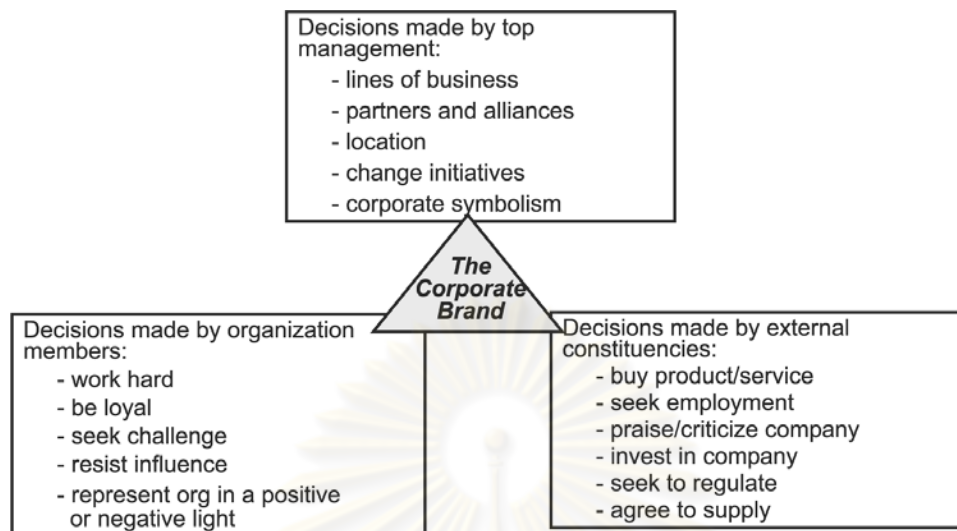 Decisions made by top
management:
- lines of business
- partners and alliances
- location
- change initiatives
- corporate symbolism
The
Corporate
Brand
Decisions made by organization
members:
- work hard
- be loyal
- seek challenge
- resist influence
- represent org in a positive
or negative light
Decisions made by external
constituencies:
- buy product/service
- seek employment
- praise/criticize company
- invest in company
- seek to regulate
- agree to supply